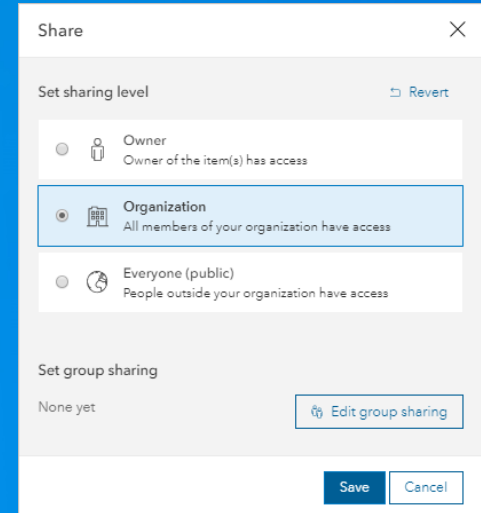 Share
Set sharing level
Revert
Owner
Owner of the item(s) has access
Organization
All members of your organization have access
Everyone (public)
People outside your organization have access
Set group sharing
None yet
Edit group sharing
Save
Cancel